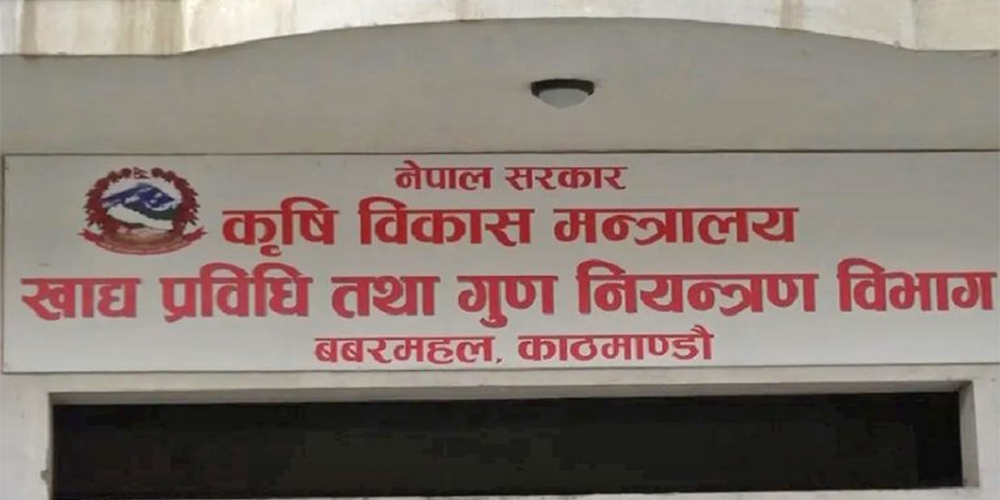 नेपाल सरकार
कृषि विकास मन्त्रालय
खाद्य प्रविधि तथा गुण नियन्त्रण विभाग
बबरमहल, काठमाण्डौ